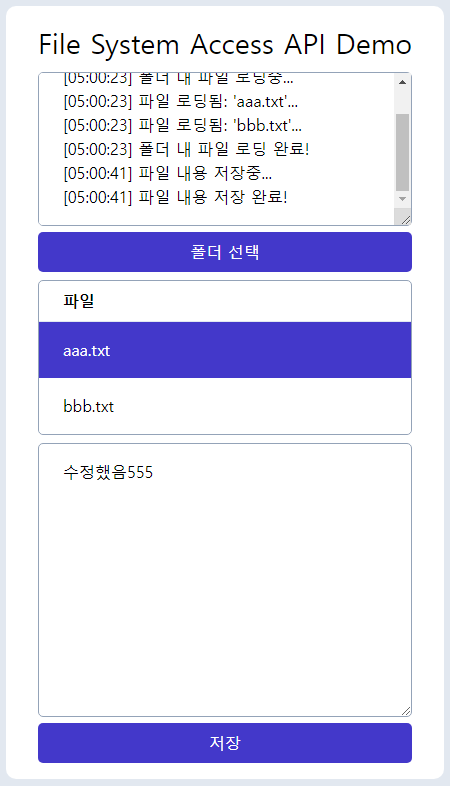 File System Access API Demo
[05:00:23] 폴더 내 파일 로딩중...
[05:00:23] 파일 로딩됨: 'aaa.txt'...
[05:00:23] 파일 로딩됨: 'bbb.txt'...
[05:00:23] 폴더 내 파일 로딩 완료!
[05:00:41] 파일 내용 저장중...
[05:00:41] 파일 내용 저장 완료!
폴더 선택
파일
aaa.txt
bbb.txt
수정했음555
저장